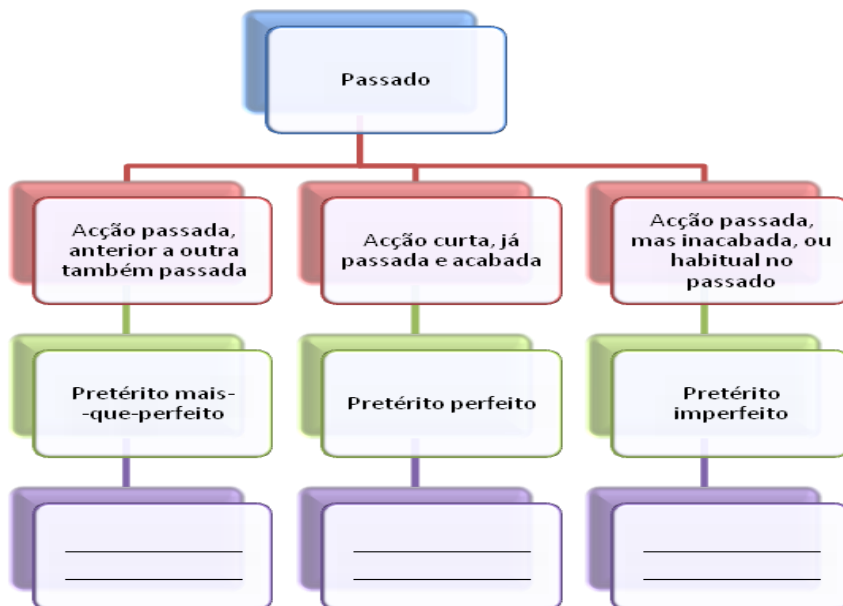 Passado
Acção passada,
anterior a outra
também passada
Acção curta, já
passada e acabada
Acção passada,
mas inacabada, ou
habitual no
passado
Pretérito mais-
-que-perfeito
Pretérito perfeito
Pretérito
imperfeito